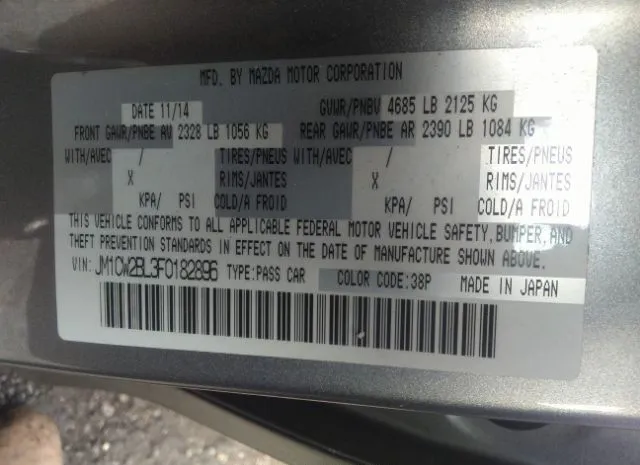 MFD. BY MAZDA MOTOR CORPORATION
DATE 11/14 GVWR/PNBV 4685 LB 2125 KG
FRONT GAWR/PNBE AV 2328 LB 1056 KG REAR GAWR/PNBE AR 2390 LB 1084 KG
WITH/AVEC / TIRES/PNEUS WITH/AVEC / TIRES/PNEUS
X RIMS/JANTES X RIMS/JANTES
KPA/ PSI COLD/A FROID KPA/ PSI COLD/A FROID
THIS VEHICLE CONFORMS TO ALL APPLICABLE FEDERAL MOTOR VEHICLE SAFETY, BUMPER, AND
THEFT PREVENTION STANDARDS IN EFFECT ON THE DATE OF MANUFACTURE SHOWN ABOVE.
VIN: JM1CW2BL3F0182896 TYPE:PASS CAR COLOR CODE:38P MADE IN JAPAN